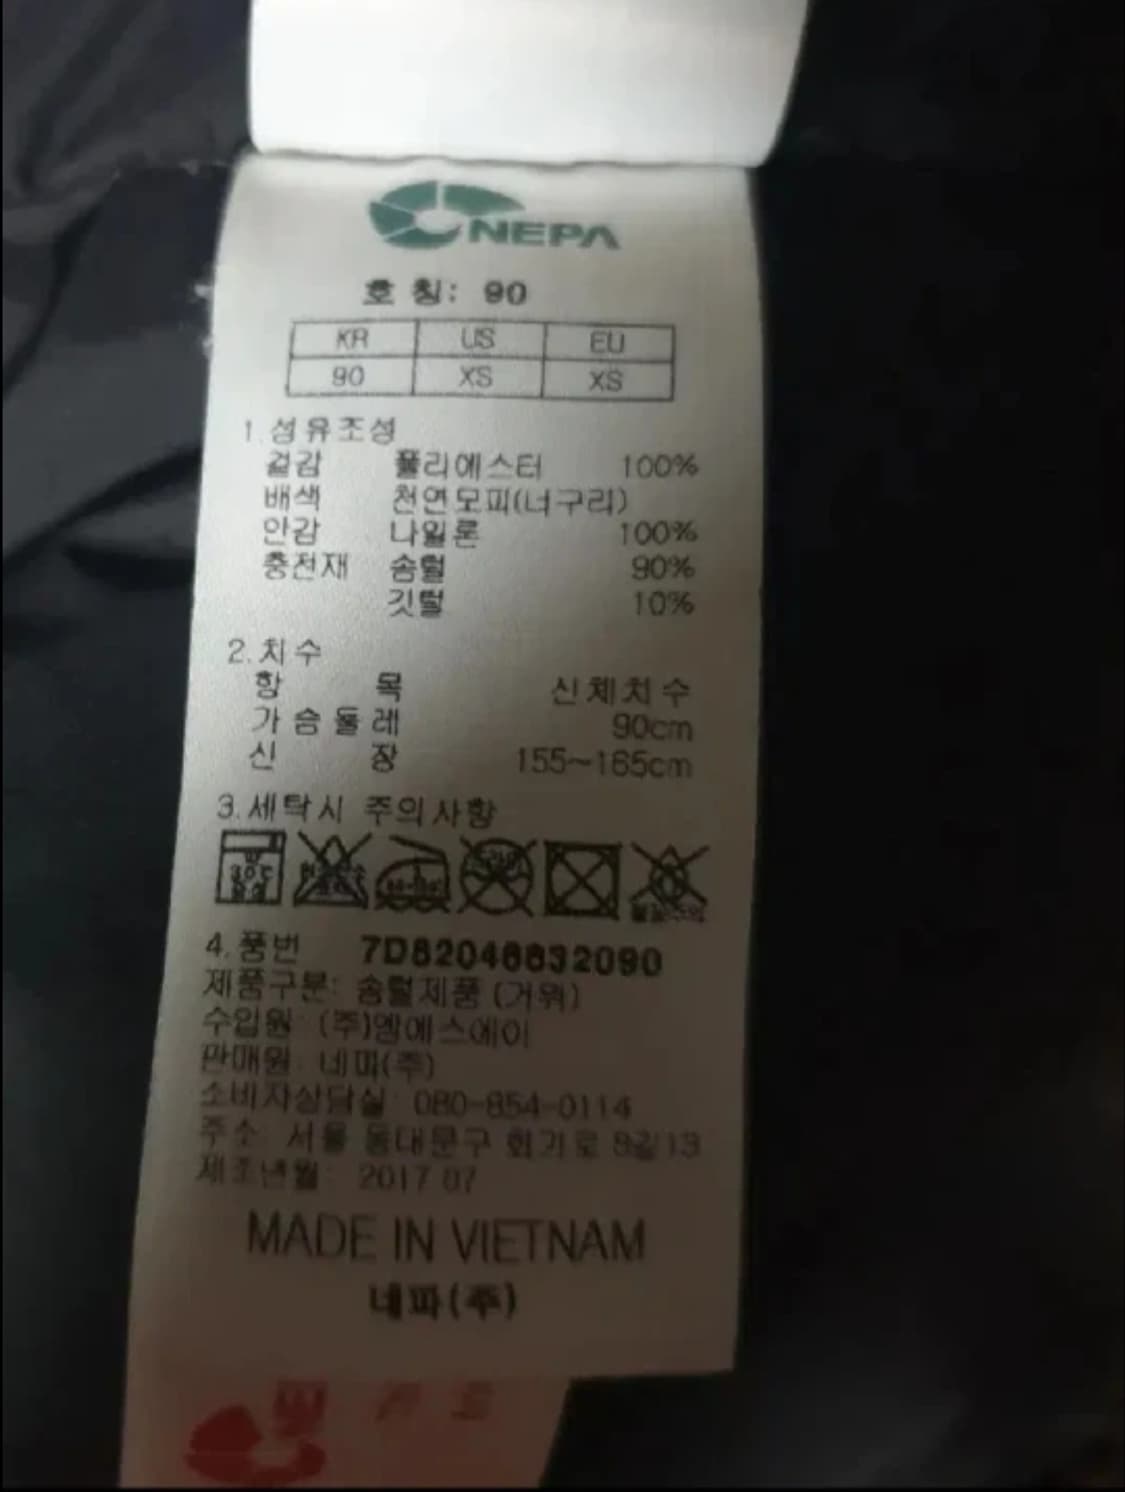 NEPA
호 칭: 90
KR US EU
90 XS XS
1.섬유조성
겉감 폴리에스터 100%
배색 천연모피(너구리)
안감 나일론 100%
충전재 솜털 90%
깃털 10%
2.치수
항 목 신체치수
가슴둘레 90cm
신 장 155~165cm
3.세탁시 주의사항
30℃
4.품번 7D82046832090
제품구분: 솜털제품 (거위)
수입원: (주)엠에스에이
판매원: 네파(주)
소비자상담실: 080-854-0114
주소: 서울 동대문구 회기로 8길 13
제조년월: 2017.07
MADE IN VIETNAM
네파(주)